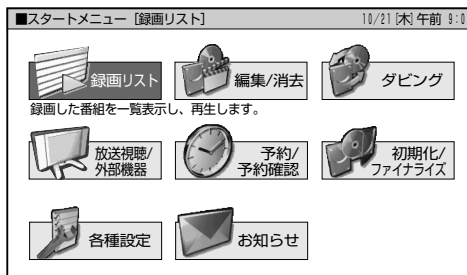 ■スタートメニュー [録画リスト] 10/21[木]午前 9:0
録画リスト
編集/消去
ダビング
録画した番組を一覧表示し、再生します。
放送視聴/
外部機器
予約/
予約確認
初期化/
ファイナライズ
各種設定
お知らせ